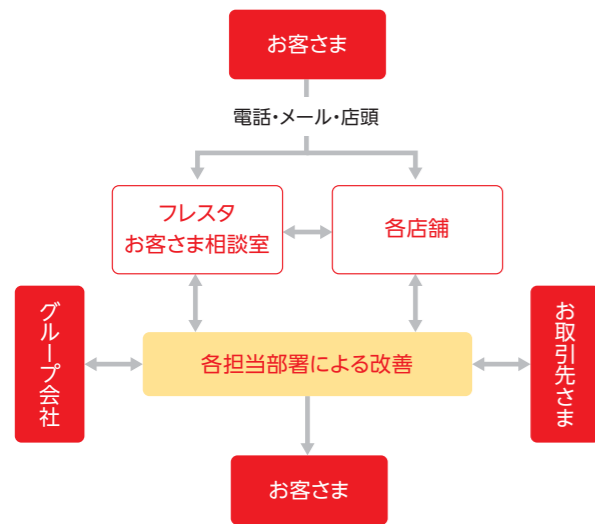 お客さま
電話・メール・店頭
フレスタ
お客さま相談室
各店舗
グループ会社
各担当部署による改善
お取引先さま
お客さま